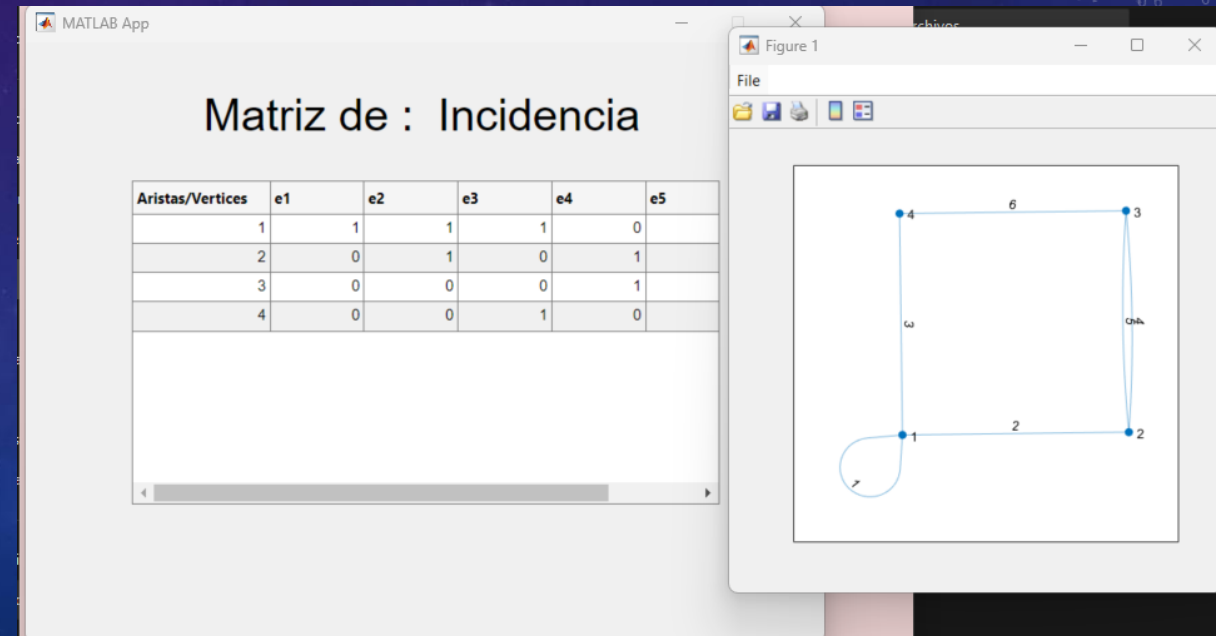 MATLAB App
Matriz de : Incidencia
Aristas/Vertices e1 e2 e3 e4 e5
1 1 1 1 0
2 0 1 0 1
3 0 0 0 1
4 0 0 1 0
Figure 1
File
6
4
3
3
5
4
2
1
2
1